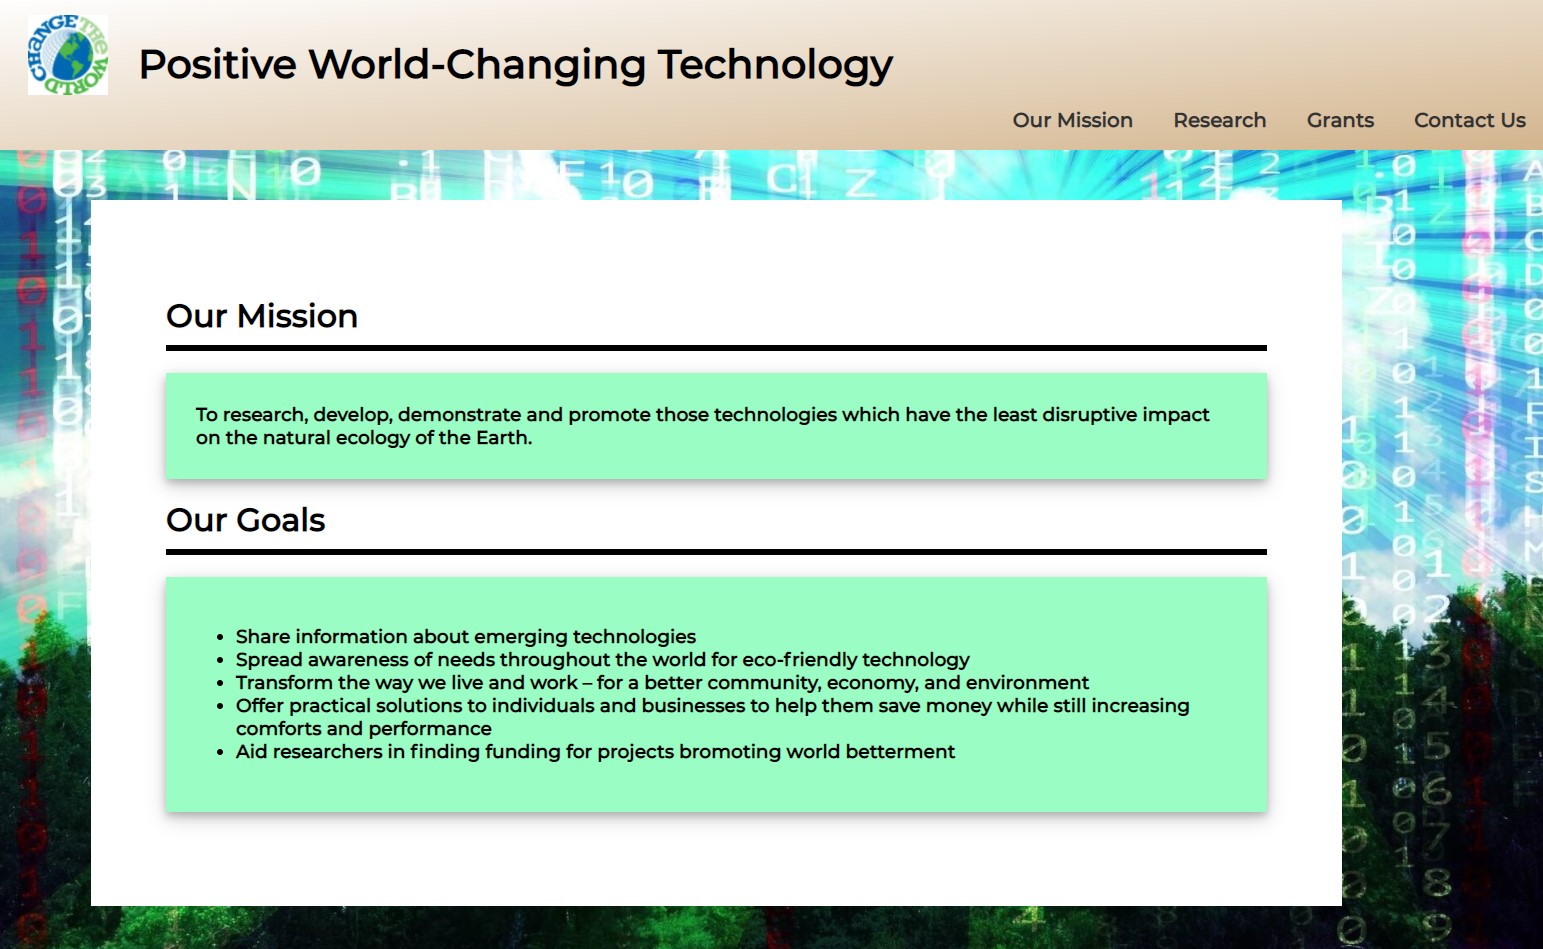 CHANGE THE WORLD
Positive World-Changing Technology
Our Mission Research Grants Contact Us
Our Mission
To research, develop, demonstrate and promote those technologies which have the least disruptive impact
on the natural ecology of the Earth.
Our Goals
• Share information about emerging technologies
• Spread awareness of needs throughout the world for eco-friendly technology
• Transform the way we live and work – for a better community, economy, and environment
• Offer practical solutions to individuals and businesses to help them save money while still increasing
comforts and performance
• Aid researchers in finding funding for projects bromoting world betterment